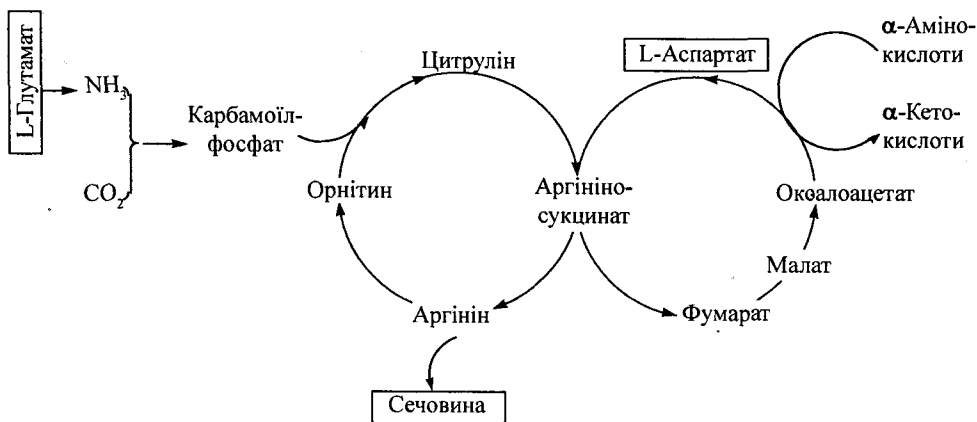 L-Глутамат
NH3
CO2
Карбамоїл-
фосфат
Цитрулін
Орнітин
Аргінін
Сечовина
Аргініно-
сукцинат
L-Аспартат
α-Аміно-
кислоти
α-Кето-
кислоти
Оксалоацетат
Малат
Фумарат